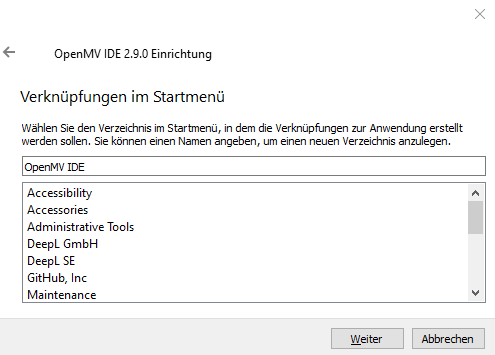 OpenMV IDE 2.9.0 Einrichtung
Verknüpfungen im Startmenü
Wählen Sie den Verzeichnis im Startmenü, in dem die Verknüpfungen zur Anwendung erstellt
werden sollen. Sie können einen Namen angeben, um einen neuen Verzeichnis anzulegen.
OpenMV IDE
Accessibility
Accessories
Administrative Tools
DeepL GmbH
DeepL SE
GitHub, Inc
Maintenance
Weiter Abbrechen